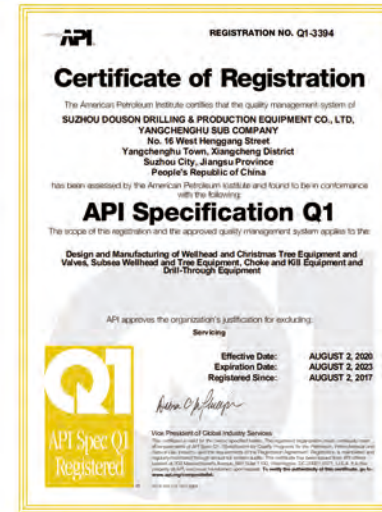 API
REGISTRATION NO. Q1-3394
Certificate of Registration
The American Petroleum Institute certifies that the quality management system of
SUZHOU DOUSON DRILLING & PRODUCTION EQUIPMENT CO., LTD,
YANGCHENGHU SUB COMPANY
No. 16 West Henggang Street
Yangchenghu Town, Xiangcheng District
Suzhou City, Jiangsu Province
People's Republic of China
has been assessed by the American Petroleum Institute and found to be in conformance
with the following:
API Specification Q1
The scope of this registration and the approved quality management system applies to the:
Design and Manufacturing of Wellhead and Christmas Tree Equipment and
Valves, Subsea Wellhead and Tree Equipment, Choke and Kill Equipment and
Drill-Through Equipment
API approves the organization's justification for excluding:
Servicing
Effective Date: AUGUST 2, 2020
Expiration Date: AUGUST 2, 2023
Registered Since: AUGUST 2, 2017
Q1
API Spec Q1
Registered
Vice President of Global Industry Services